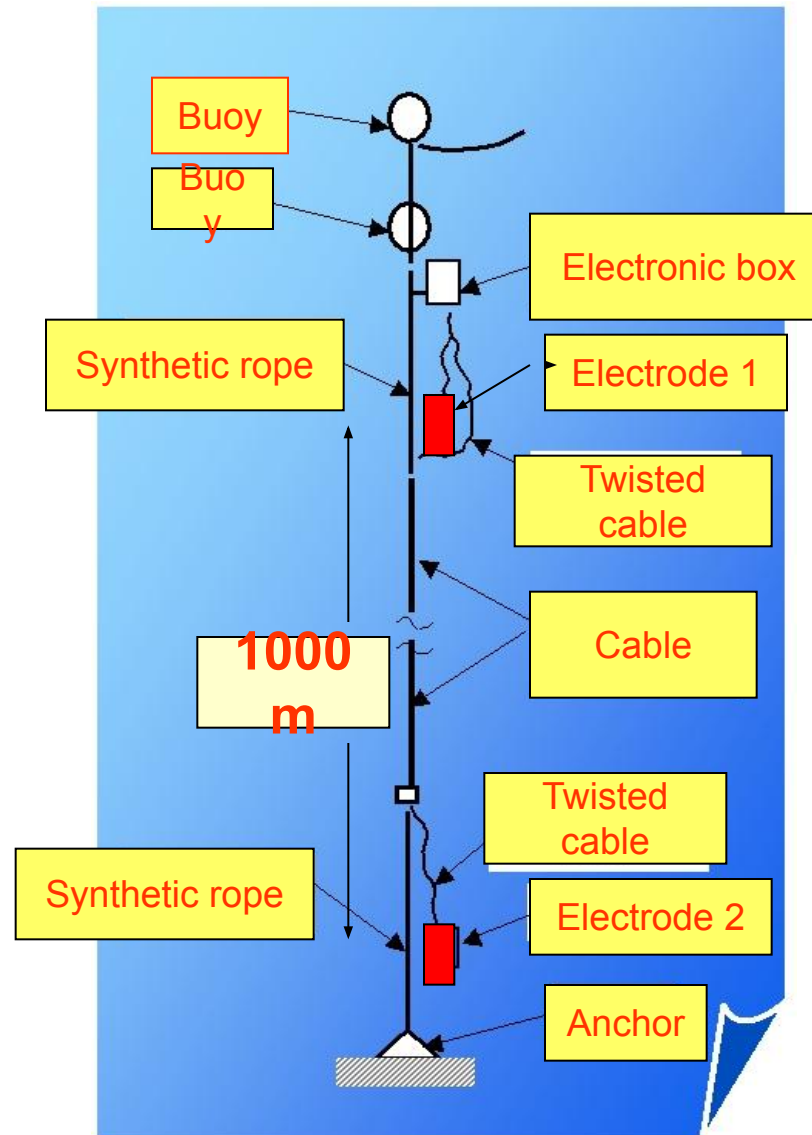 Buoy
Buo
y
Electronic box
Synthetic rope
Electrode 1
Twisted
cable
1000
m
Cable
Twisted
cable
Synthetic rope
Electrode 2
Anchor